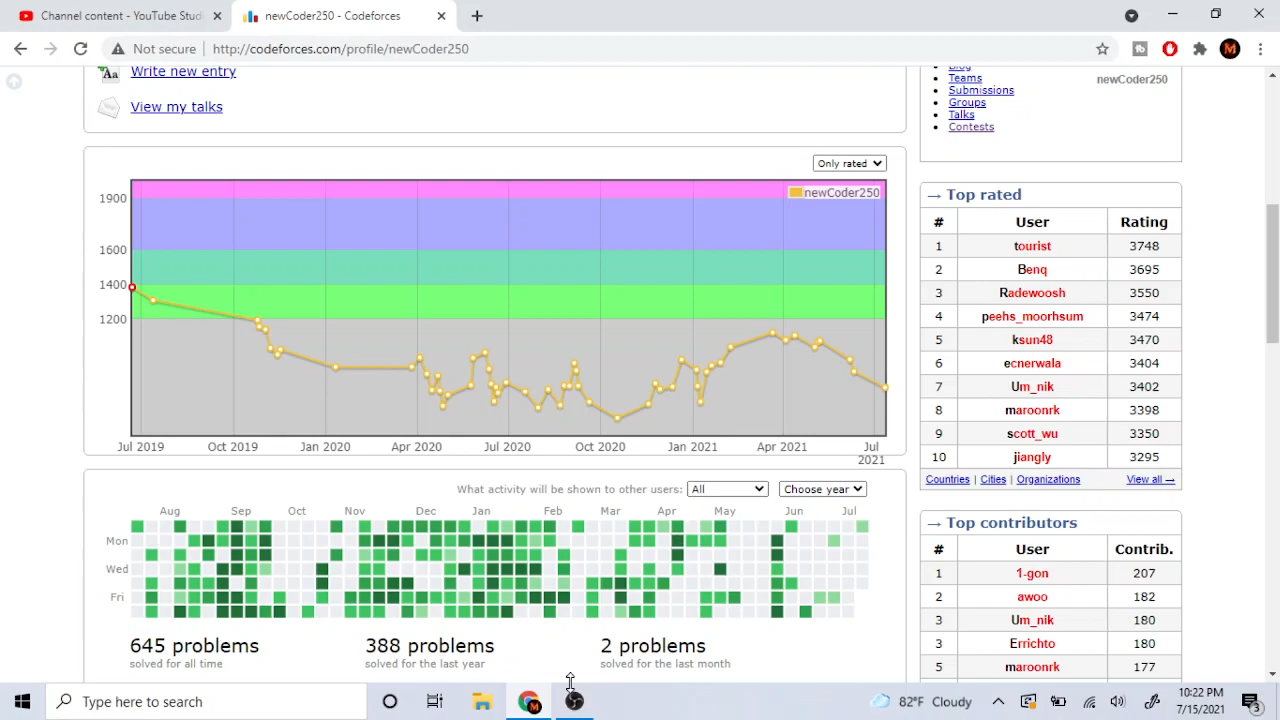 Channel content - YouTube Studi
newCoder250 - Codeforces
Not secure
http://codeforces.com/profile/newCoder250
M
Write new entry
View my talks
Blog
Teams
Submissions
Groups
Talks
Contests
newCoder250
Only rated
newCoder250
1900
1600
1400
1200
Jul 2019
Oct 2019
Jan 2020
Apr 2020
Jul 2020
Oct 2020
Jan 2021
Apr 2021
Jul
2021
→ Top rated
# User Rating
1 tourist 3748
2 Benq 3695
3 Radewoosh 3550
4 peehs_moorhsum 3474
5 ksun48 3470
6 ecnerwala 3404
7 Um_nik 3402
8 maroonrk 3398
9 scott_wu 3350
10 jiangly 3295
Countries | Cities | Organizations View all →
→ Top contributors
# User Contrib.
1 1-gon 207
2 awoo 182
3 Um_nik 180
3 Errichto 180
5 maroonrk 177
What activity will be shown to other users: All Choose year
Aug Sep Oct Nov Dec Jan Feb Mar Apr May Jun Jul
Mon
Wed
Fri
645 problems
solved for all time
388 problems
solved for the last year
2 problems
solved for the last month
Type here to search
M
82°F Cloudy
10:22 PM
7/15/2021
3